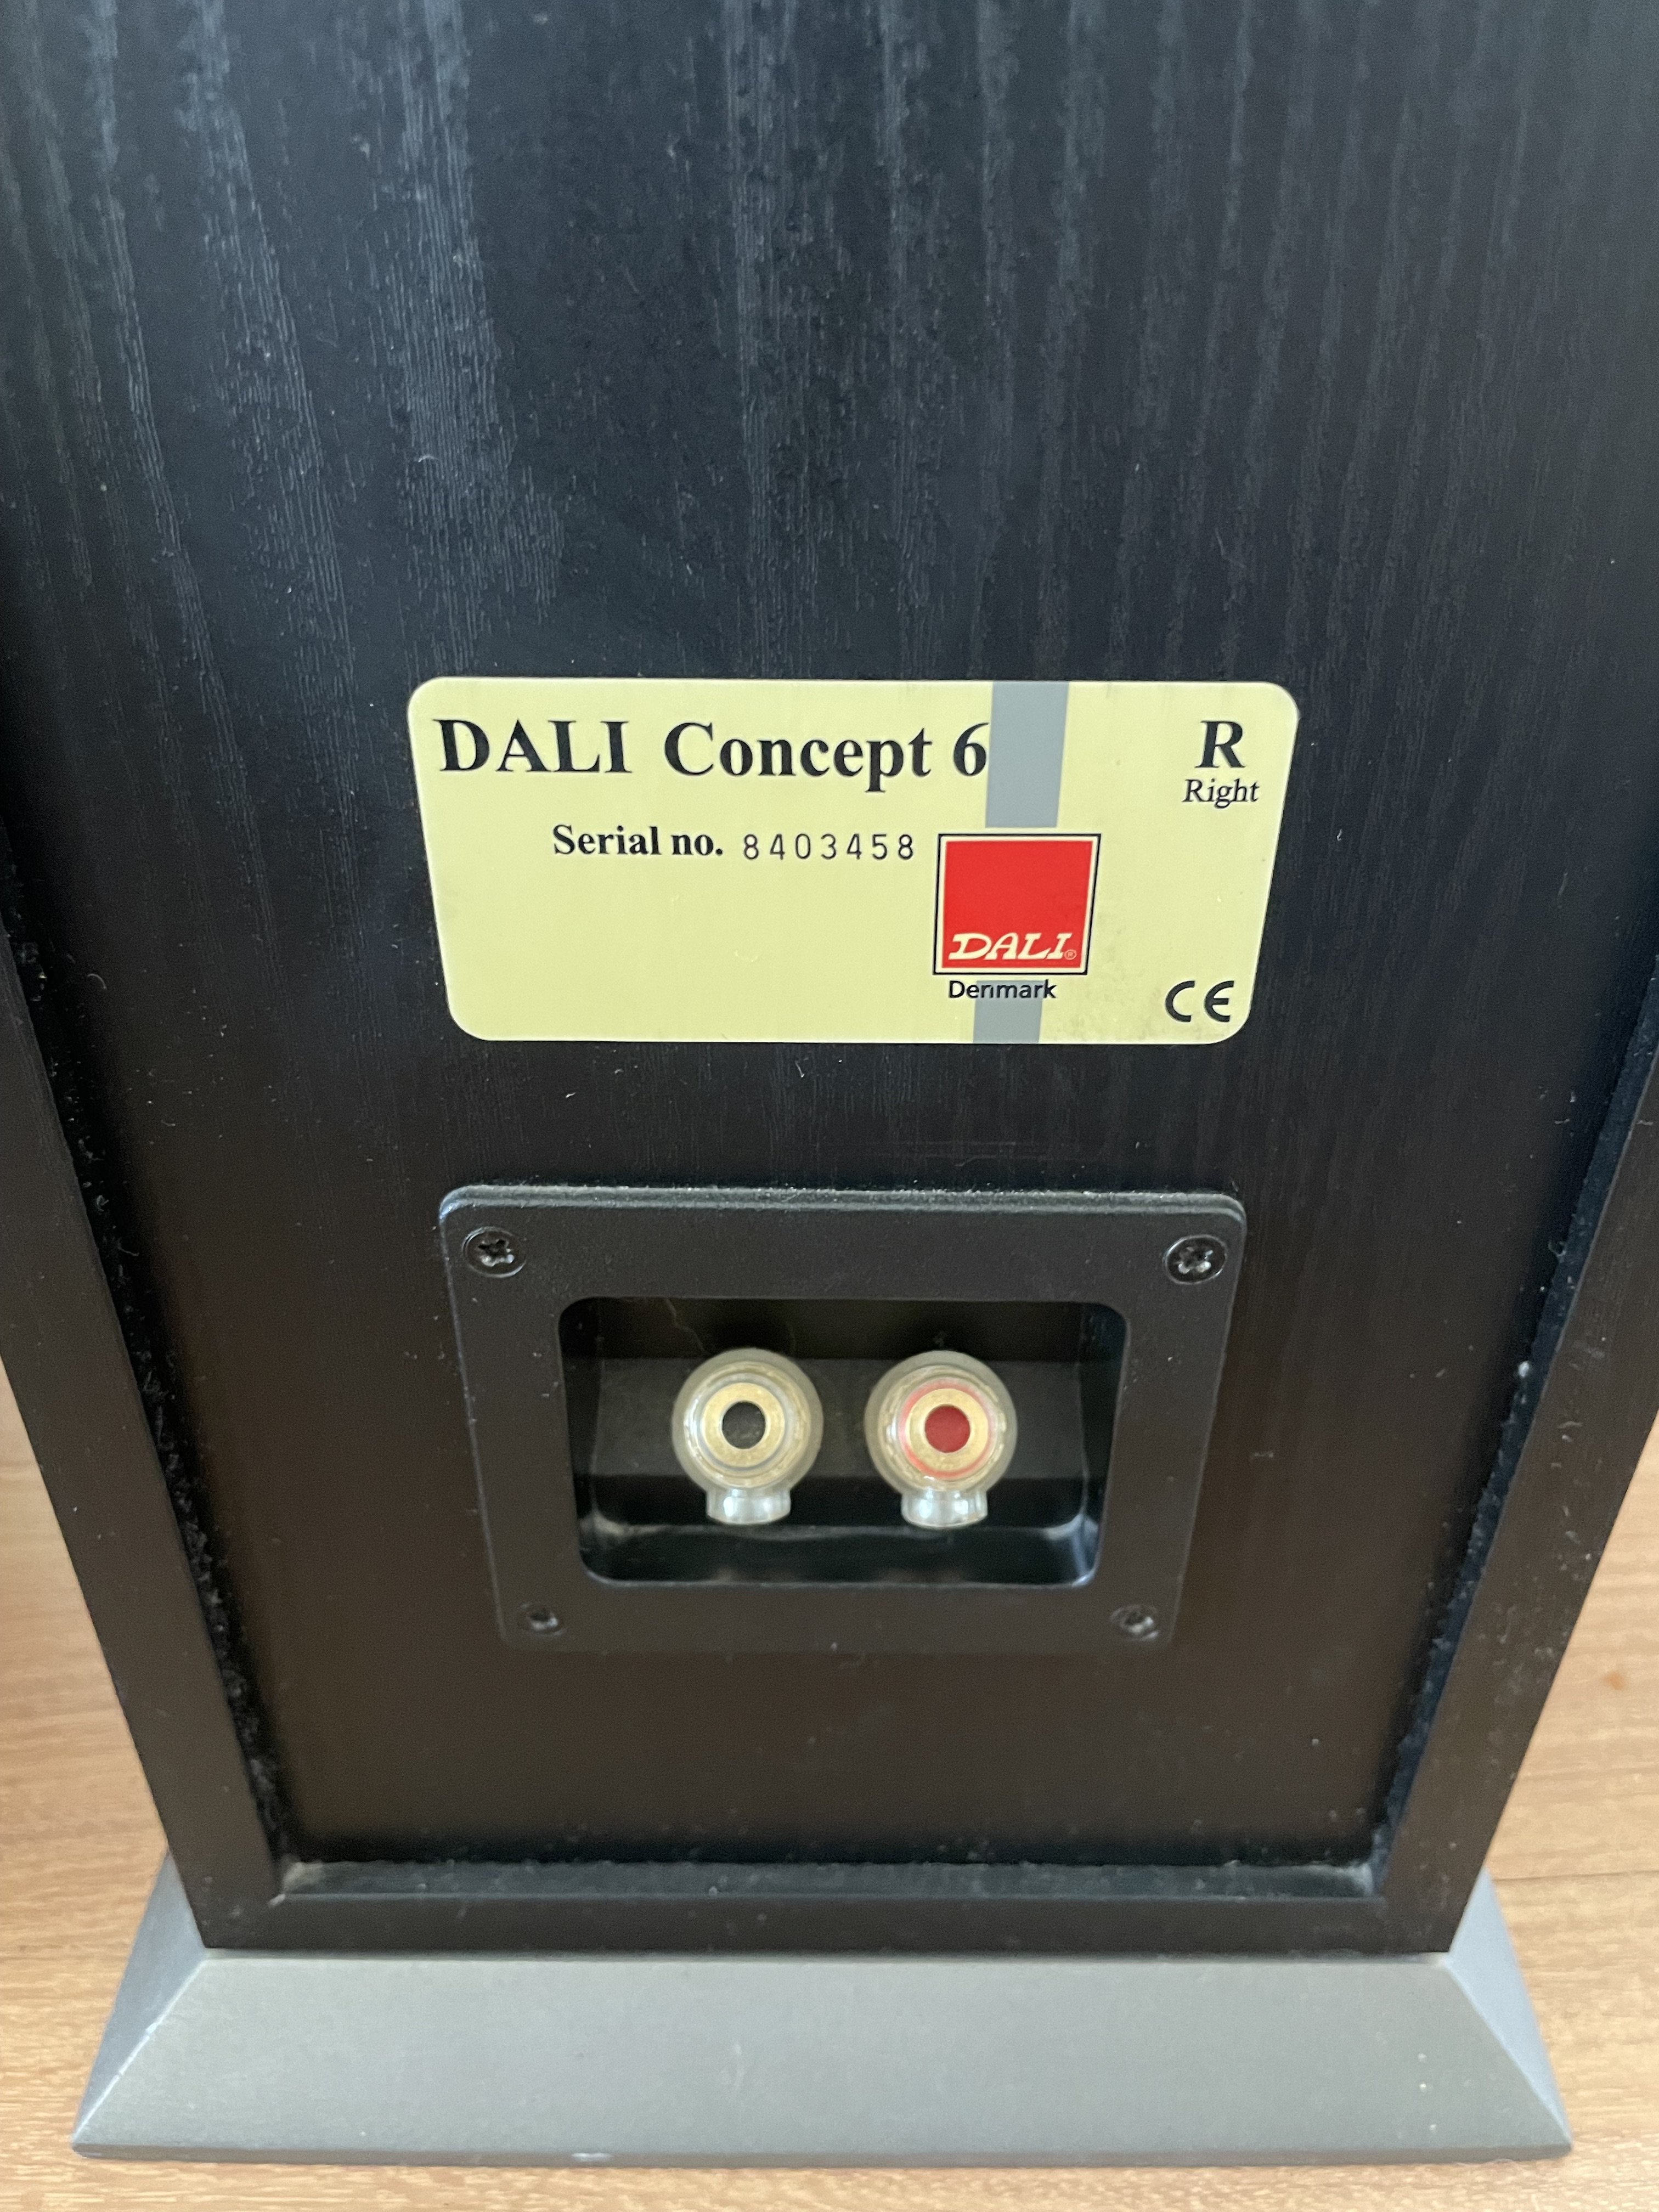 DALI Concept 6
R
Right
Serial no. 8403458
DALI®
Denmark
CE